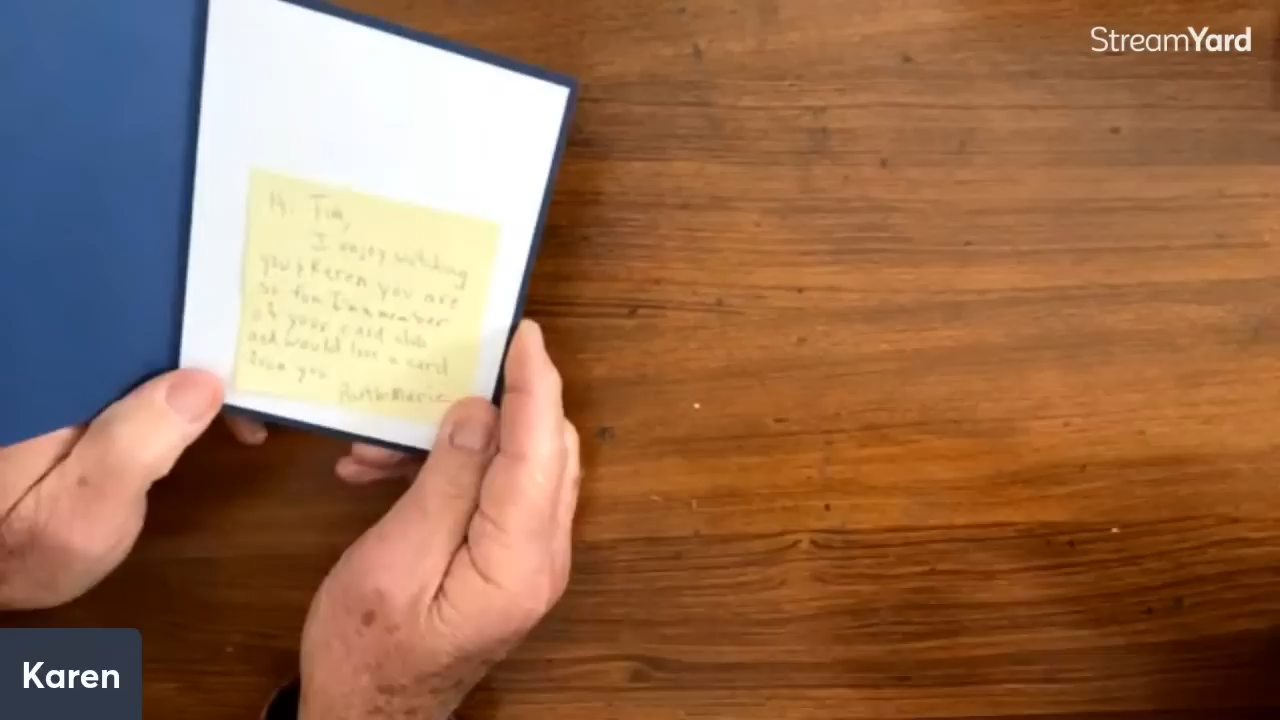 StreamYard
Hi Tim,
I enjoy watching
you & Karen you are
so fun I'm a member
of your card club
and would love a card
from you
RuthMarie
Karen